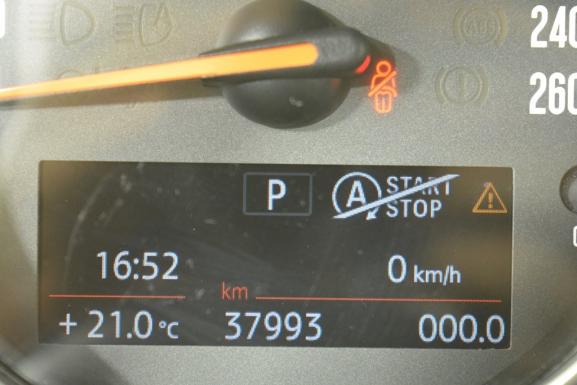 240
260
P
A START
STOP
16:52
0 km/h
km
+ 21.0 °C
37993
000.0